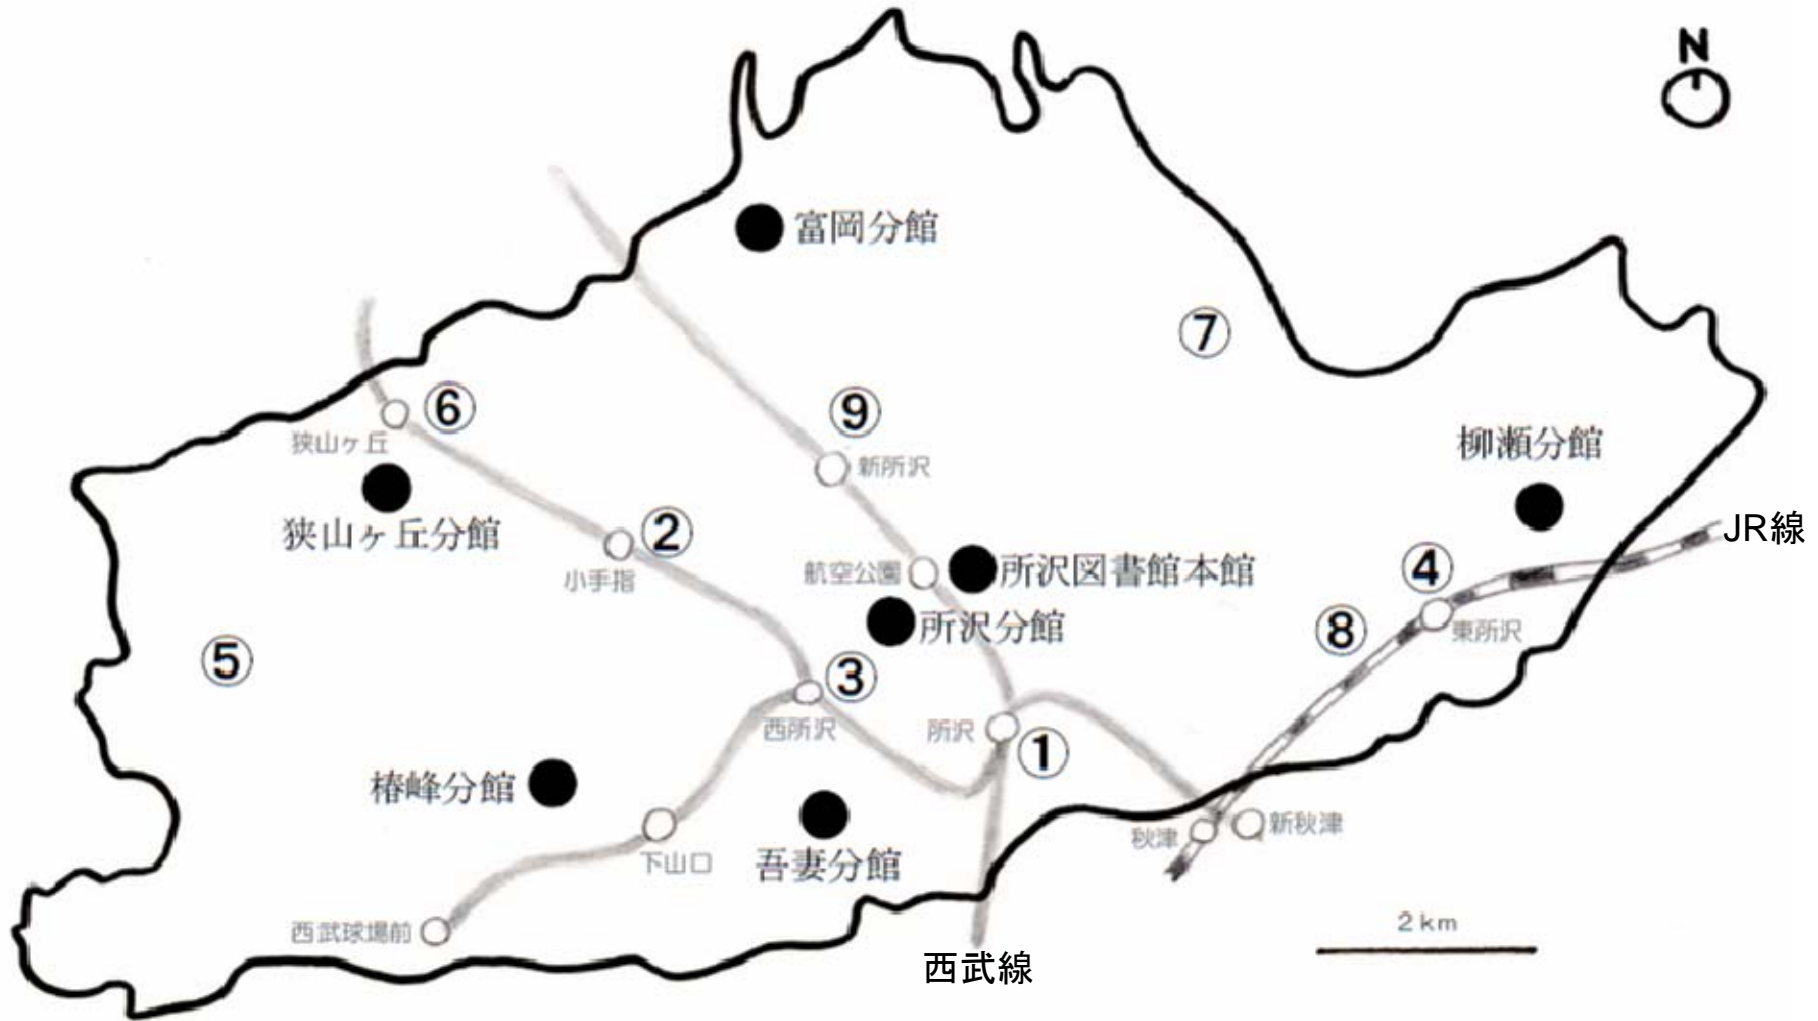 N
富岡分館
⑦
⑥
狭山ヶ丘
⑨
新所沢
柳瀬分館
狭山ヶ丘分館
②
小手指
JR線
航空公園
所沢図書館本館
④
所沢分館
⑧
東所沢
⑤
③
西所沢
所沢
①
椿峰分館
下山口
吾妻分館
秋津
新秋津
西武球場前
西武線
2km